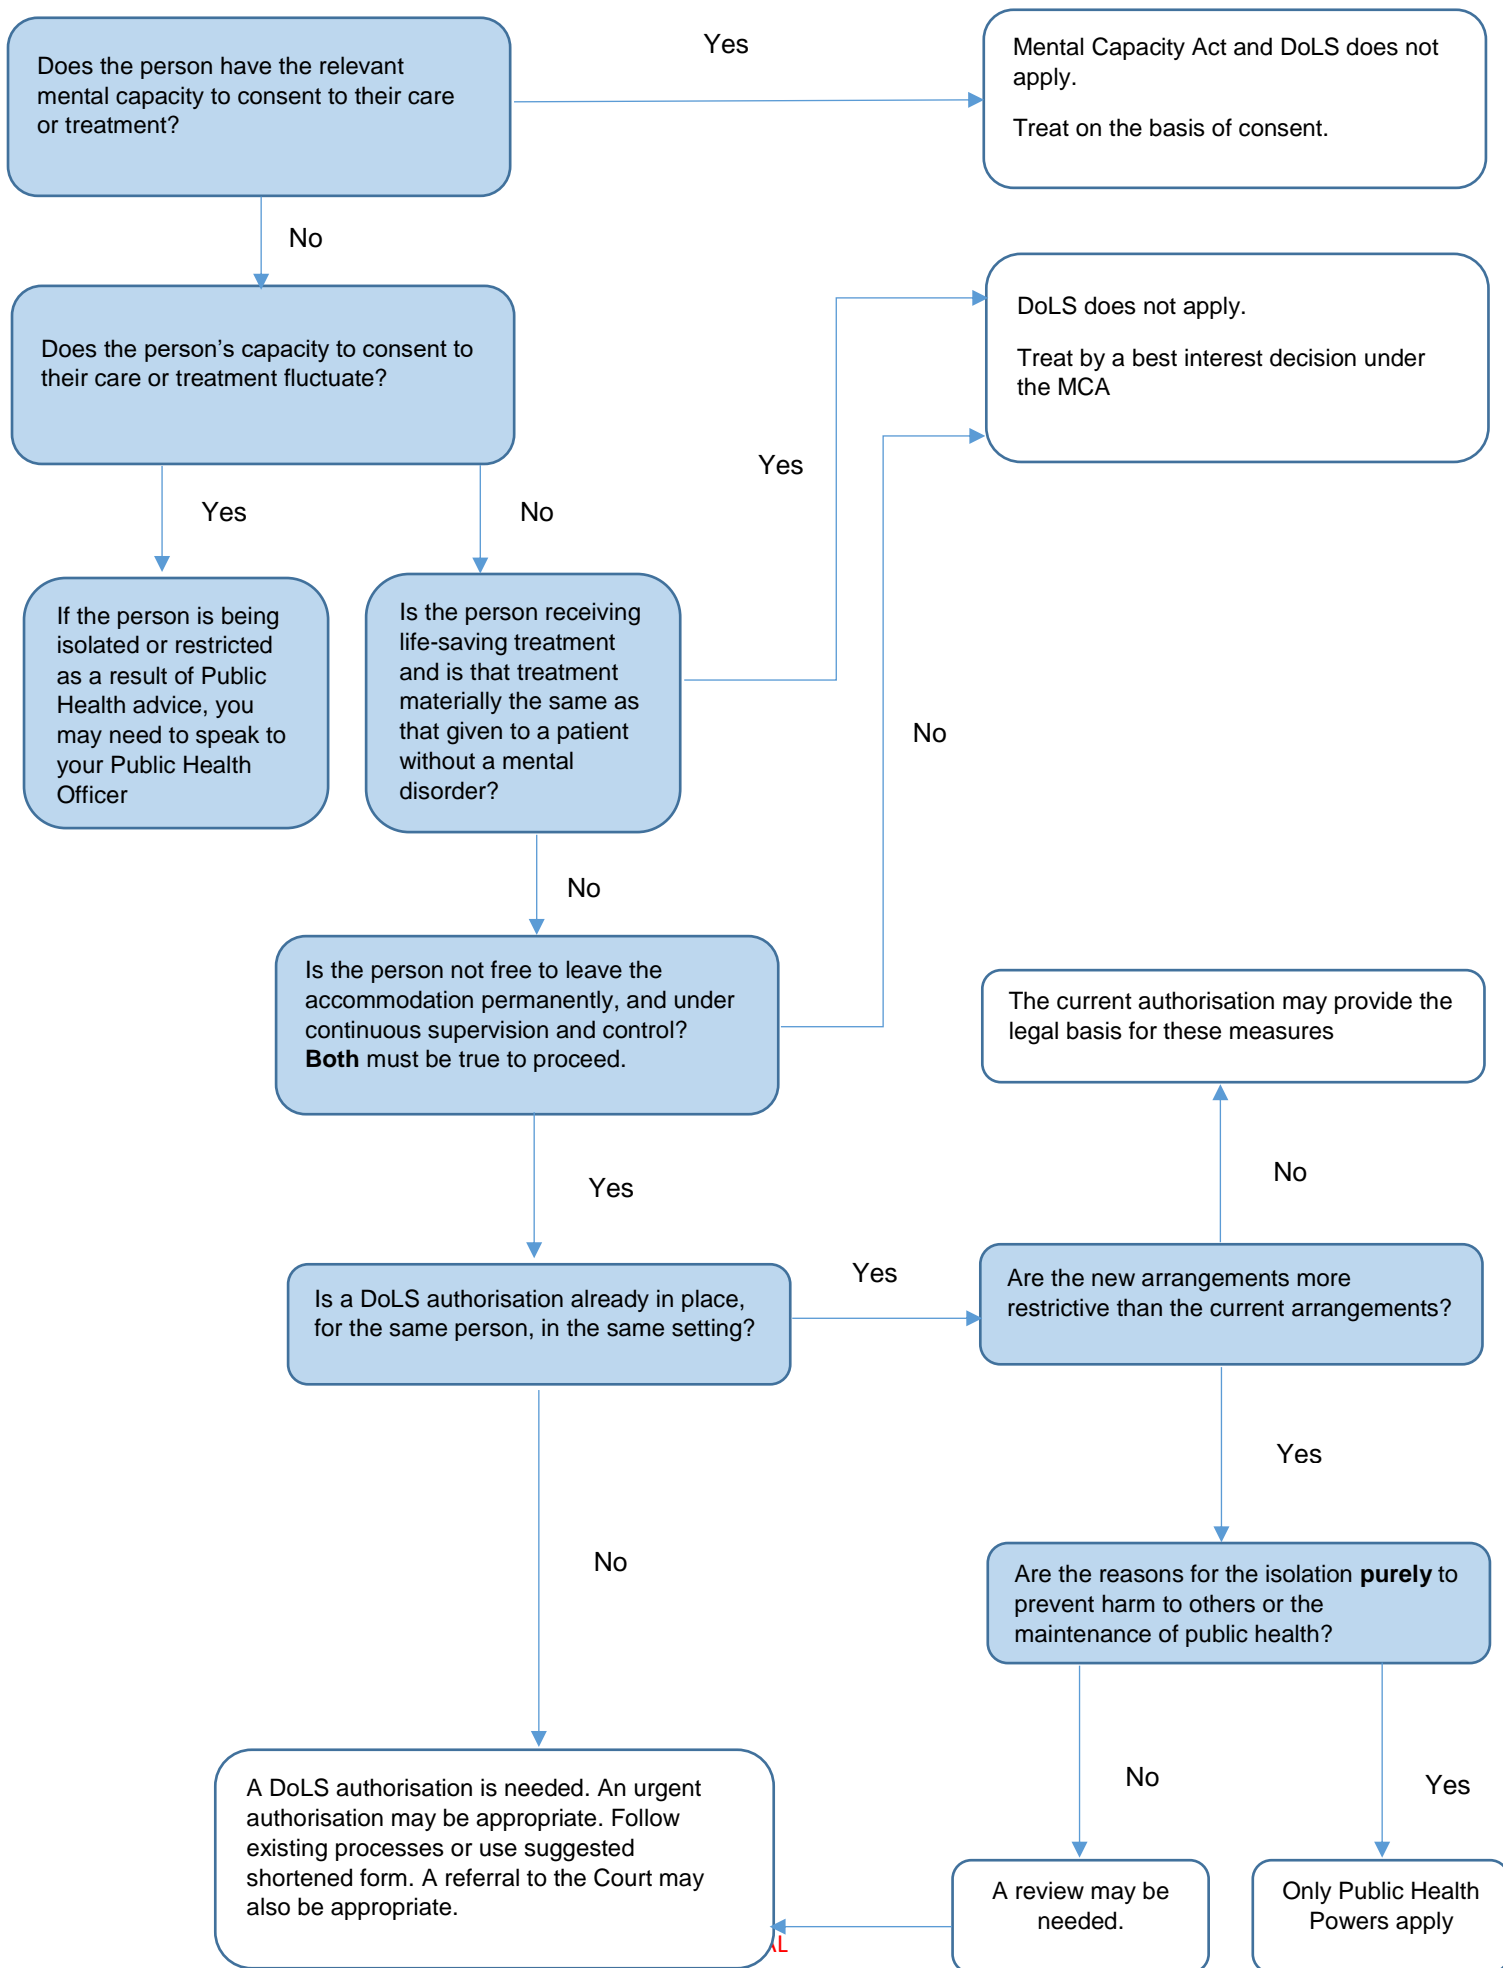 Does the person have the relevant
mental capacity to consent to their care
or treatment?
Yes
Mental Capacity Act and DoLS does not
apply.
Treat on the basis of consent.
No
Does the person’s capacity to consent to
their care or treatment fluctuate?
DoLS does not apply.
Treat by a best interest decision under
the MCA
Yes
Yes
No
If the person is being
isolated or restricted
as a result of Public
Health advice, you
may need to speak to
your Public Health
Officer
Is the person receiving
life-saving treatment
and is that treatment
materially the same as
that given to a patient
without a mental
disorder?
No
No
Is the person not free to leave the
accommodation permanently, and under
continuous supervision and control?
Both must be true to proceed.
The current authorisation may provide the
legal basis for these measures
No
Yes
Is a DoLS authorisation already in place,
for the same person, in the same setting?
Yes
Are the new arrangements more
restrictive than the current arrangements?
Yes
No
Are the reasons for the isolation purely to
prevent harm to others or the
maintenance of public health?
No
Yes
A DoLS authorisation is needed. An urgent
authorisation may be appropriate. Follow
existing processes or use suggested
shortened form. A referral to the Court may
also be appropriate.
A review may be
needed.
Only Public Health
Powers apply